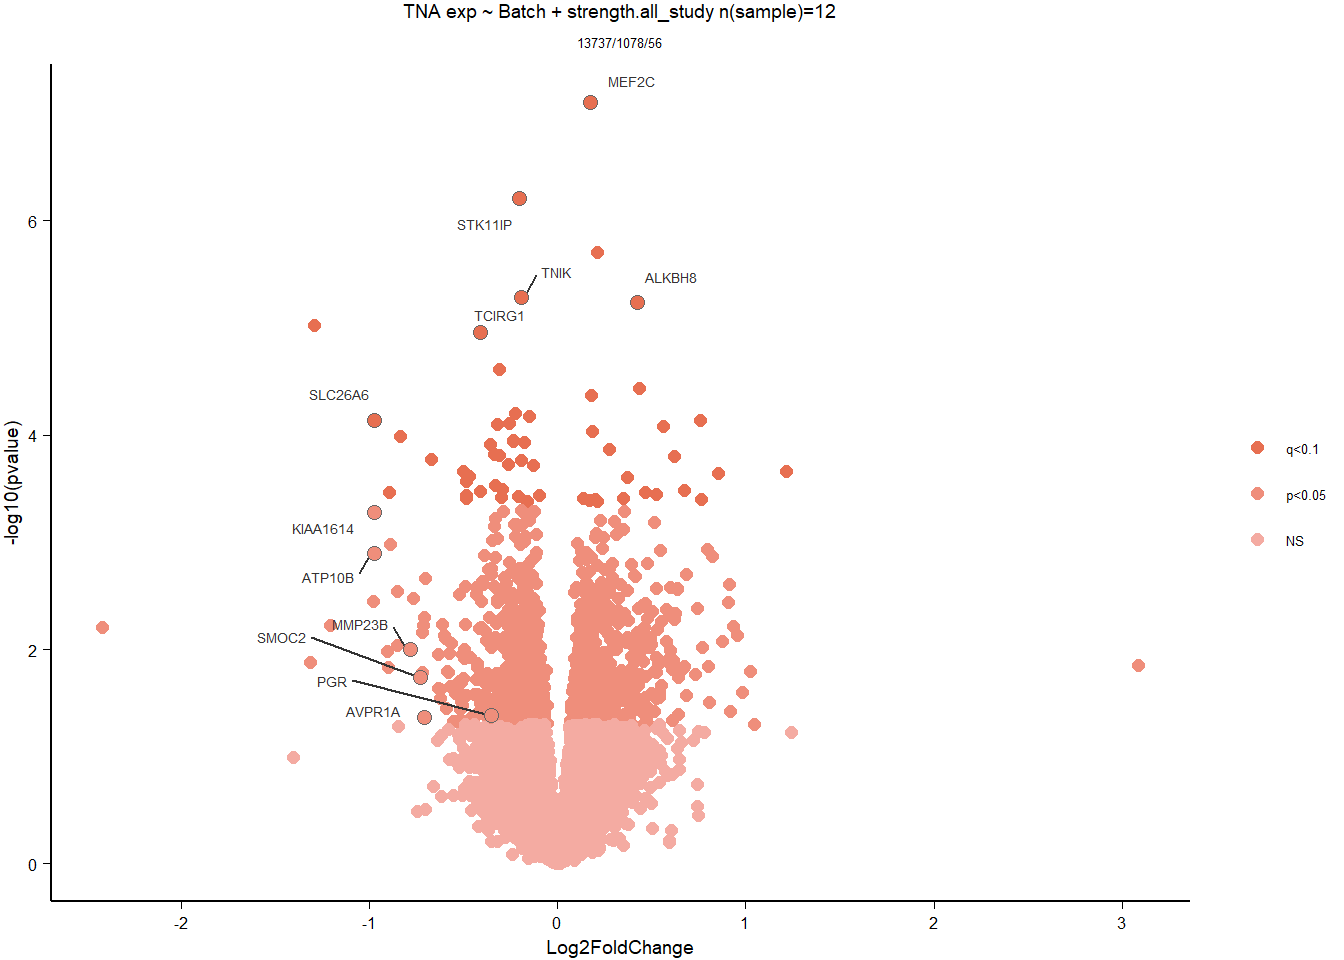 TNA exp ~ Batch + strength.all_study n(sample)=12
13737/1078/56
MEF2C
STK11IP
TNIK
ALKBH8
TCIRG1
SLC26A6
KIAA1614
ATP10B
MMP23B
SMOC2
PGR
AVPR1A
6
4
2
0
-log10(pvalue)
-2
-1
0
1
2
3
Log2FoldChange
q<0.1
p<0.05
NS